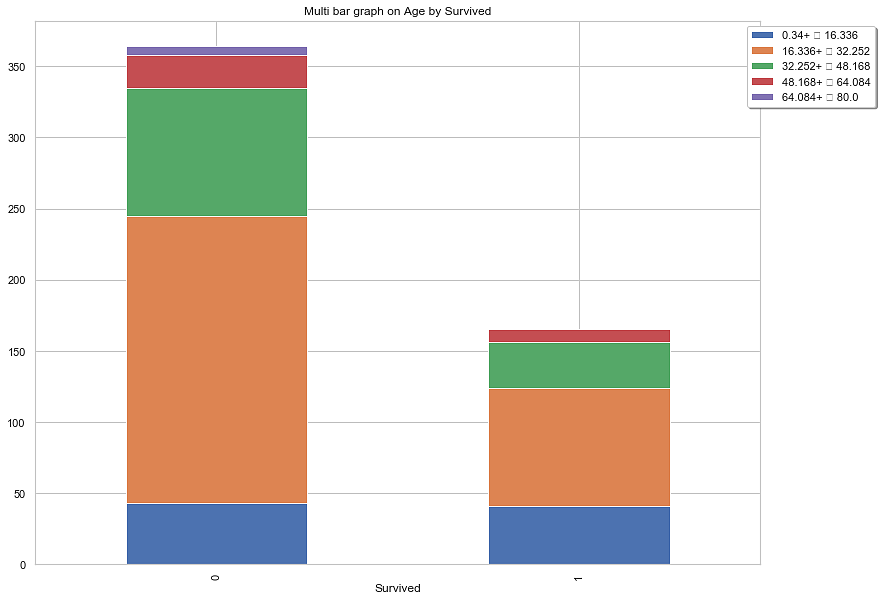 Multi bar graph on Age by Survived
0.34+ ▯ 16.336
16.336+ ▯ 32.252
32.252+ ▯ 48.168
48.168+ ▯ 64.084
64.084+ ▯ 80.0
350
300
250
200
150
100
50
0
0
1
Survived